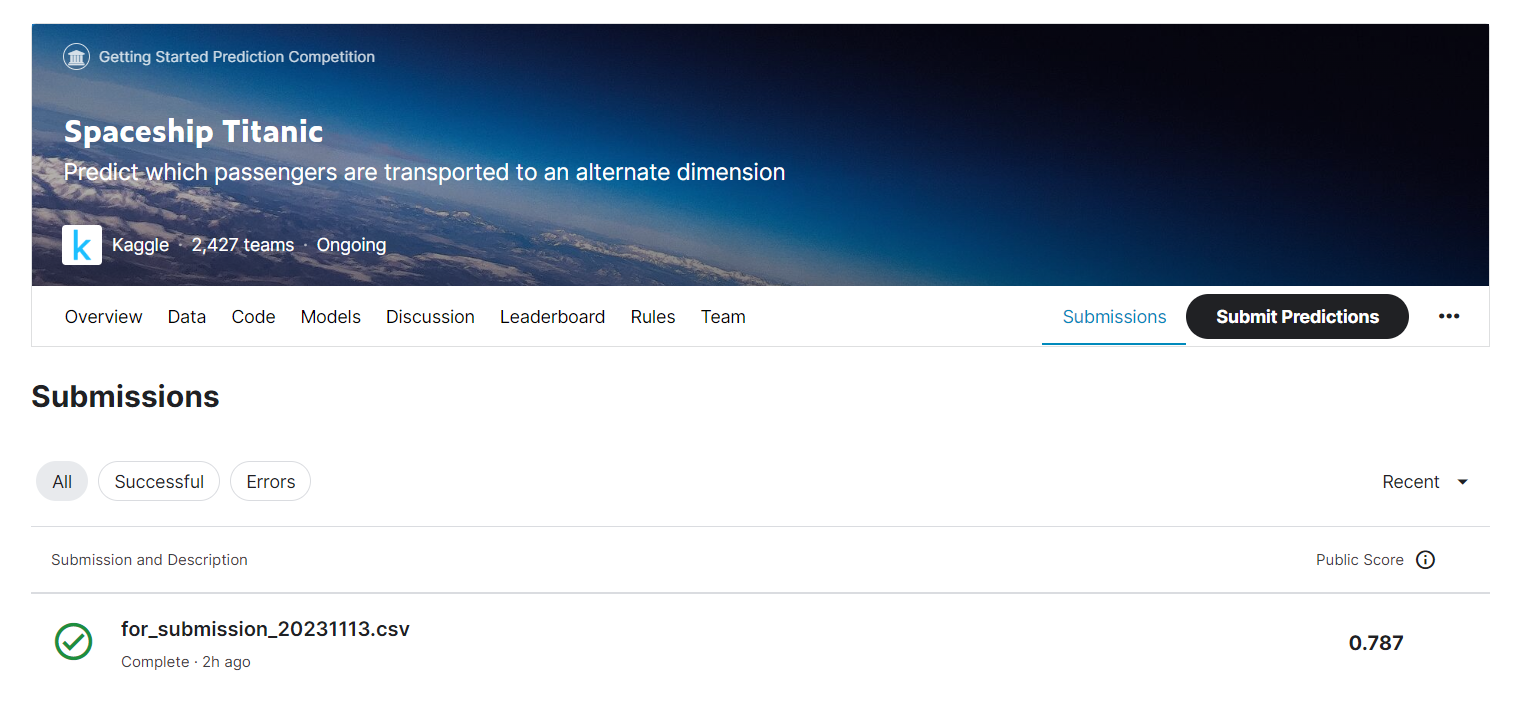 Getting Started Prediction Competition
Spaceship Titanic
Predict which passengers are transported to an alternate dimension
k Kaggle · 2,427 teams · Ongoing
Overview Data Code Models Discussion Leaderboard Rules Team Submissions Submit Predictions •••
Submissions
All Successful Errors Recent
Submission and Description Public Score
for_submission_20231113.csv
0.787
Complete · 2h ago